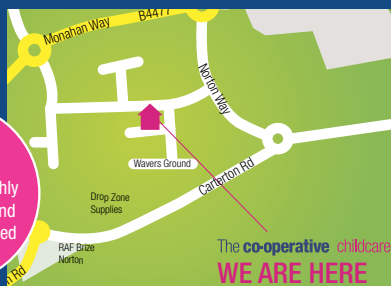 Monahan Way
B4477
Norton Way
Wavers Ground
Carterton Rd
Drop Zone
Supplies
RAF Brize
Norton
Rd
The co-operative childcare
WE ARE HERE